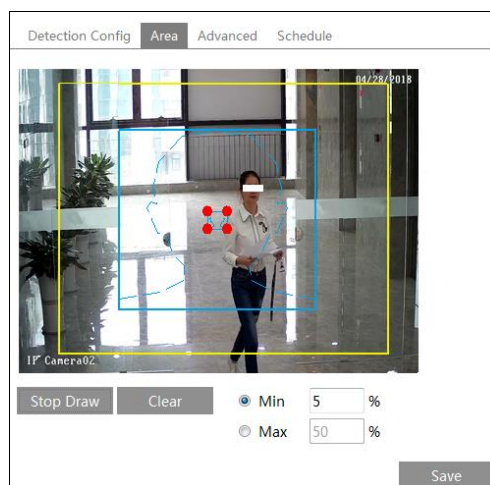 Detection Config Area Advanced Schedule
04/28/2018
IP Camera02
Stop Draw Clear Min 5 %
Max 50 %
Save